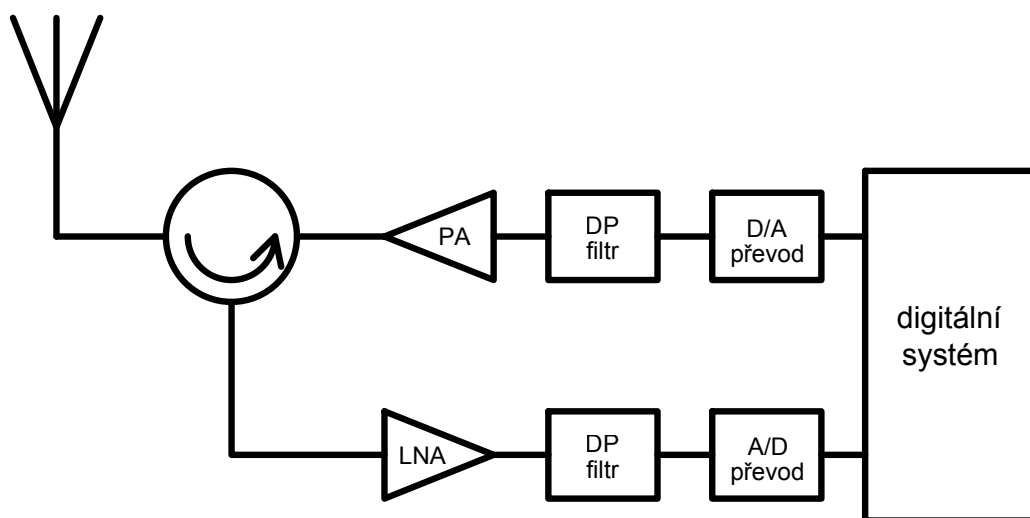 PA
DP
filtr
D/A
převod
digitální
systém
LNA
DP
filtr
A/D
převod